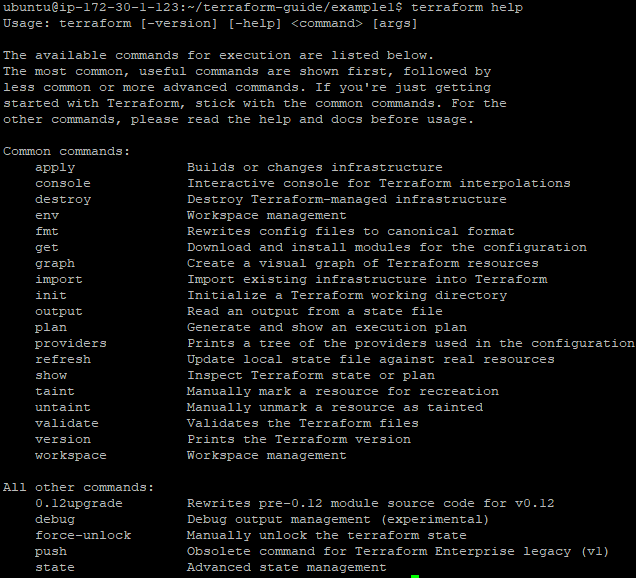 ubuntu@ip-172-30-1-123:~/terraform-guide/example1$ terraform help
Usage: terraform [-version] [-help] <command> [args]

The available commands for execution are listed below.
The most common, useful commands are shown first, followed by
less common or more advanced commands. If you're just getting
started with Terraform, stick with the common commands. For the
other commands, please read the help and docs before usage.

Common commands:
    apply              Builds or changes infrastructure
    console            Interactive console for Terraform interpolations
    destroy            Destroy Terraform-managed infrastructure
    env                Workspace management
    fmt                Rewrites config files to canonical format
    get                Download and install modules for the configuration
    graph              Create a visual graph of Terraform resources
    import             Import existing infrastructure into Terraform
    init               Initialize a Terraform working directory
    output             Read an output from a state file
    plan               Generate and show an execution plan
    providers          Prints a tree of the providers used in the configuration
    refresh            Update local state file against real resources
    show               Inspect Terraform state or plan
    taint              Manually mark a resource for recreation
    untaint            Manually unmark a resource as tainted
    validate           Validates the Terraform files
    version            Prints the Terraform version
    workspace          Workspace management

All other commands:
    0.12upgrade        Rewrites pre-0.12 module source code for v0.12
    debug              Debug output management (experimental)
    force-unlock       Manually unlock the terraform state
    push               Obsolete command for Terraform Enterprise legacy (v1)
    state              Advanced state management